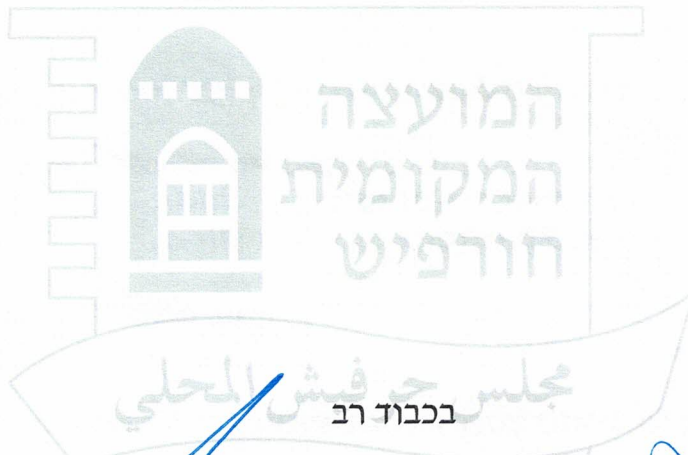 המועצה
המקומית
חורפיש
مجلس حرفيش المحلي
בכבוד רב